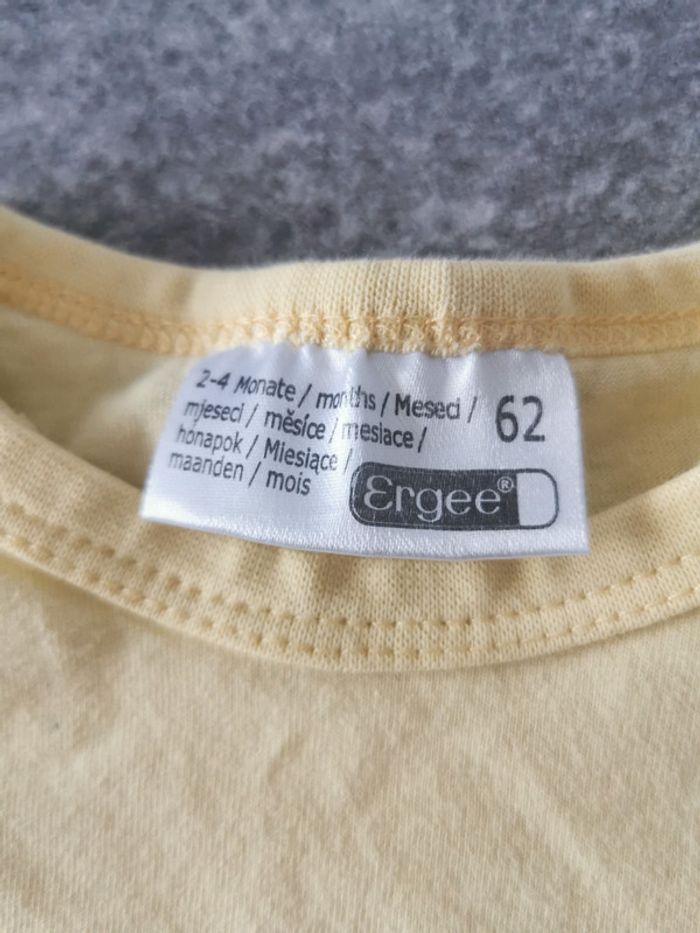 2-4 Monate / months / Meseci /
mjeseci / měsíce / mesiace /
hónapok / Miesiące /
maanden / mois
62
Ergee®